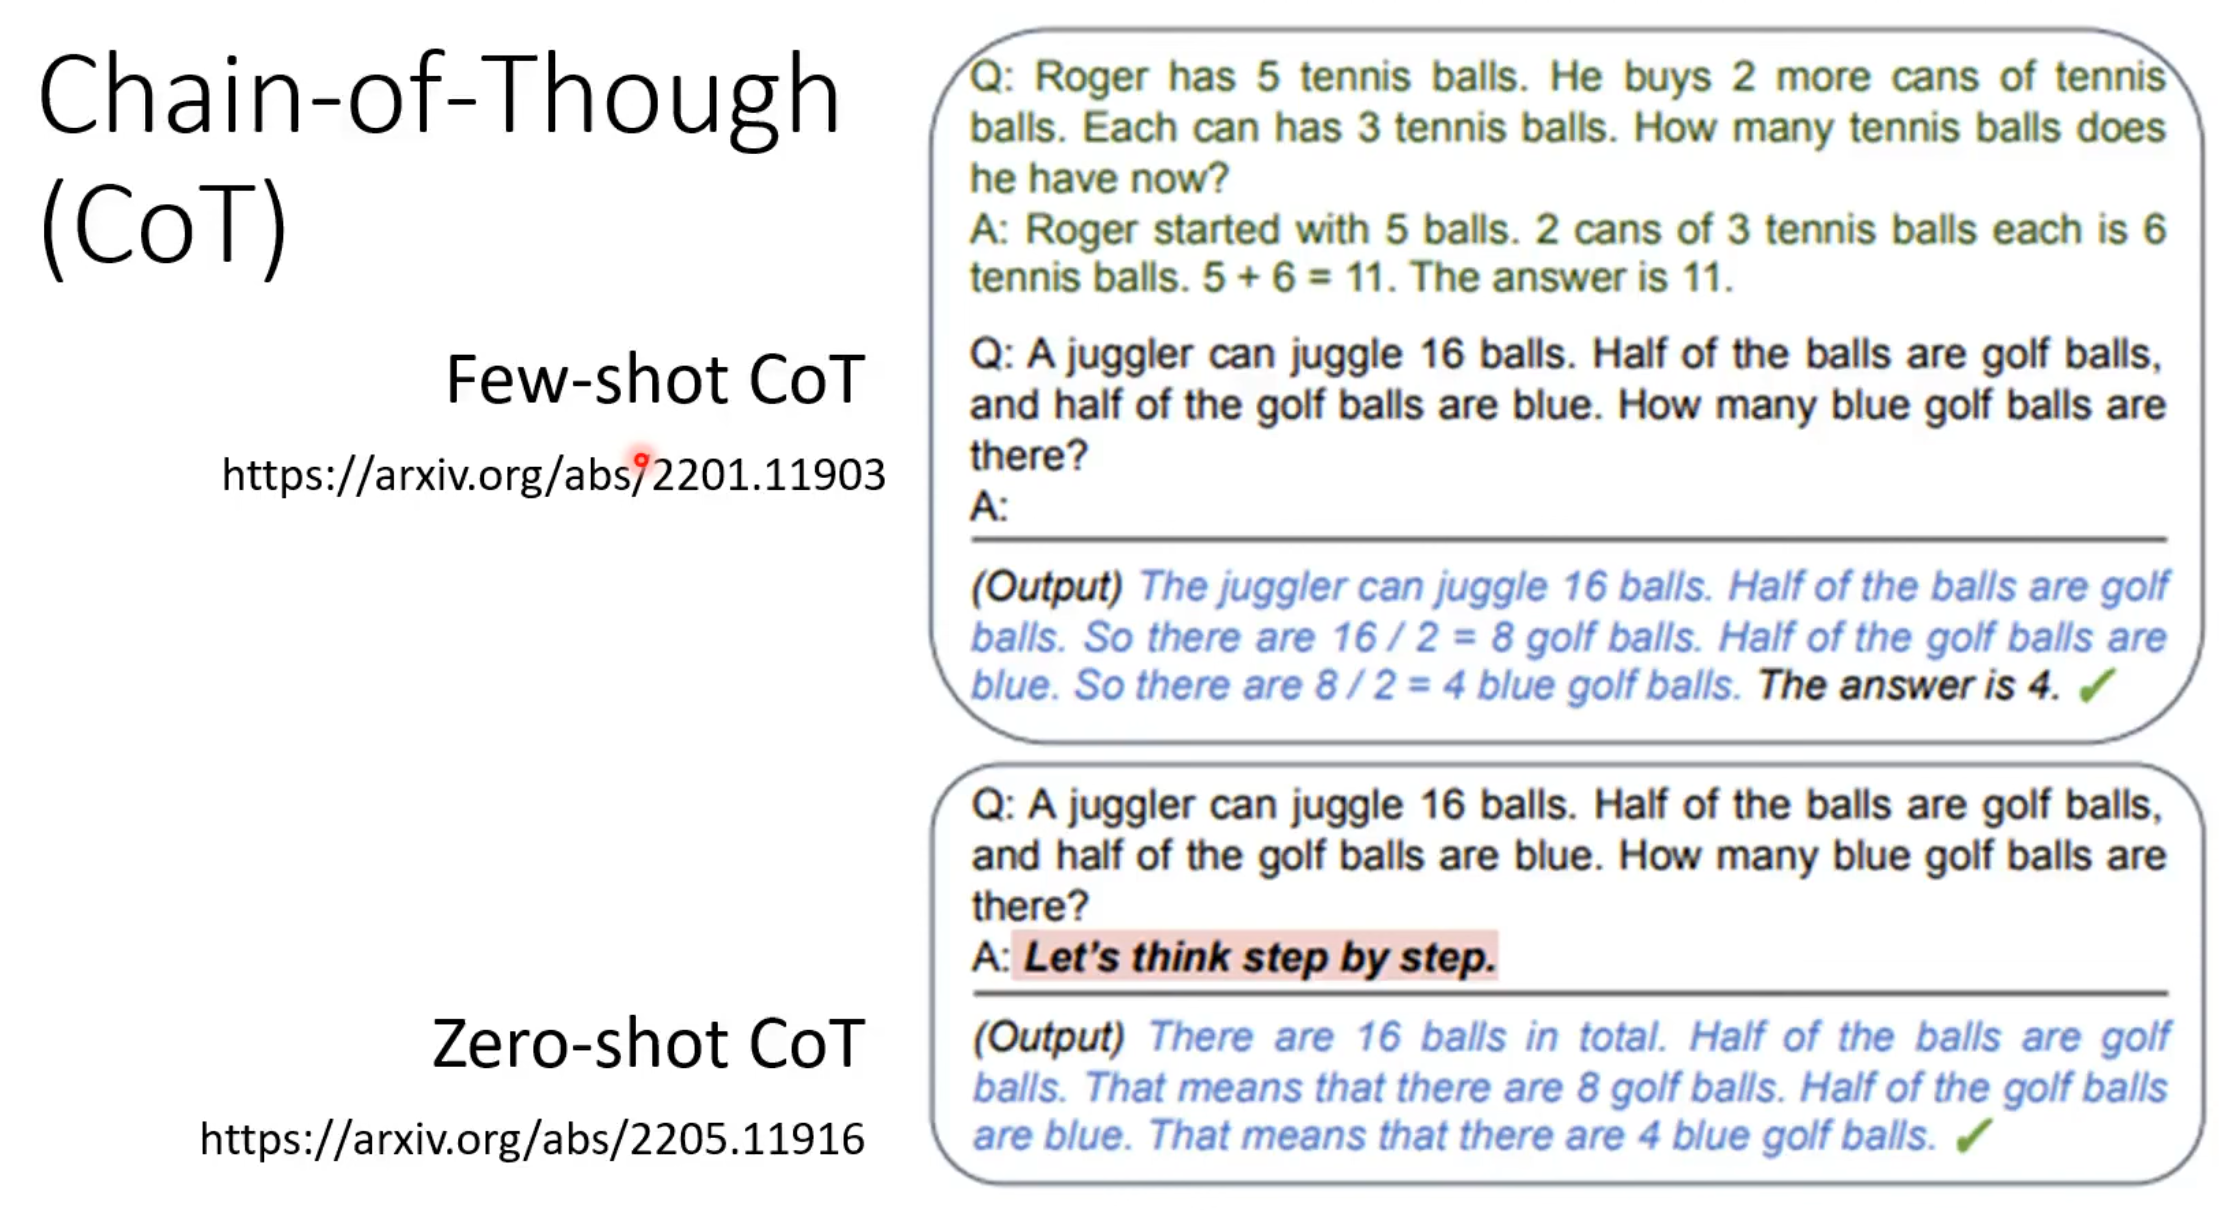 Chain-of-Though
(CoT)
Few-shot CoT
https://arxiv.org/abs/2201.11903
Q: Roger has 5 tennis balls. He buys 2 more cans of tennis
balls. Each can has 3 tennis balls. How many tennis balls does
he have now?
A: Roger started with 5 balls. 2 cans of 3 tennis balls each is 6
tennis balls. 5 + 6 = 11. The answer is 11.
Q: A juggler can juggle 16 balls. Half of the balls are golf balls,
and half of the golf balls are blue. How many blue golf balls are
there?
A:
(Output) The juggler can juggle 16 balls. Half of the balls are golf
balls. So there are 16 / 2 = 8 golf balls. Half of the golf balls are
blue. So there are 8 / 2 = 4 blue golf balls. The answer is 4. ✓
Zero-shot CoT
https://arxiv.org/abs/2205.11916
Q: A juggler can juggle 16 balls. Half of the balls are golf balls,
and half of the golf balls are blue. How many blue golf balls are
there?
A: Let's think step by step.
(Output) There are 16 balls in total. Half of the balls are golf
balls. That means that there are 8 golf balls. Half of the golf balls
are blue. That means that there are 4 blue golf balls. ✓